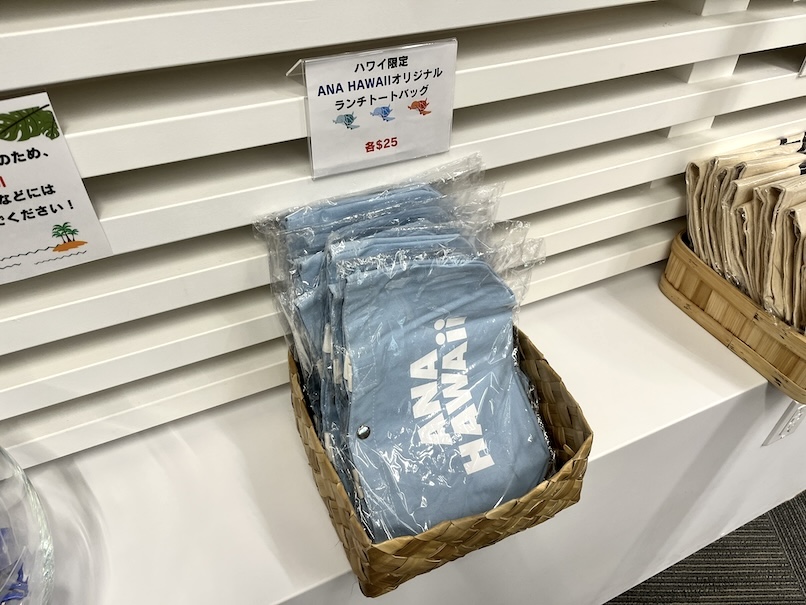 のため、
などには
ください！
ハワイ限定
ANA HAWAiiオリジナル
ランチトートバッグ
各$25
ANA
HAWAii